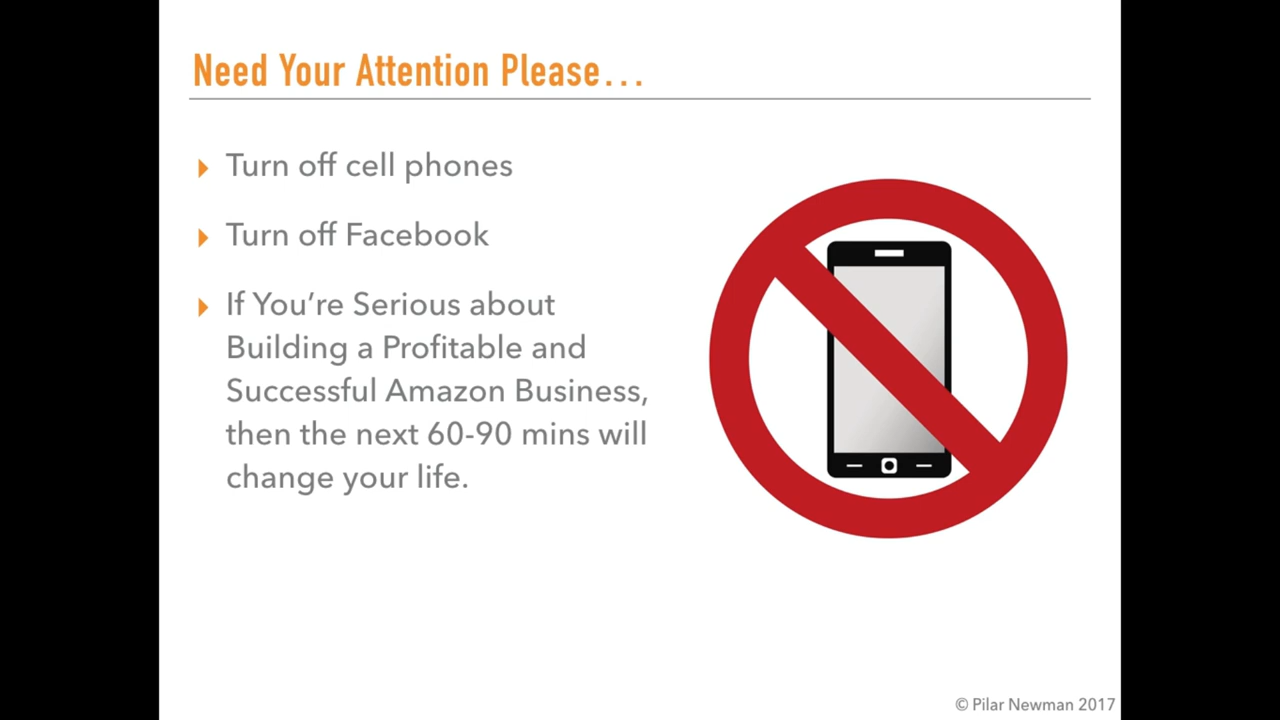 Need Your Attention Please...
Turn off cell phones
Turn off Facebook
If You're Serious about
Building a Profitable and
Successful Amazon Business,
then the next 60-90 mins will
change your life.
© Pilar Newman 2017